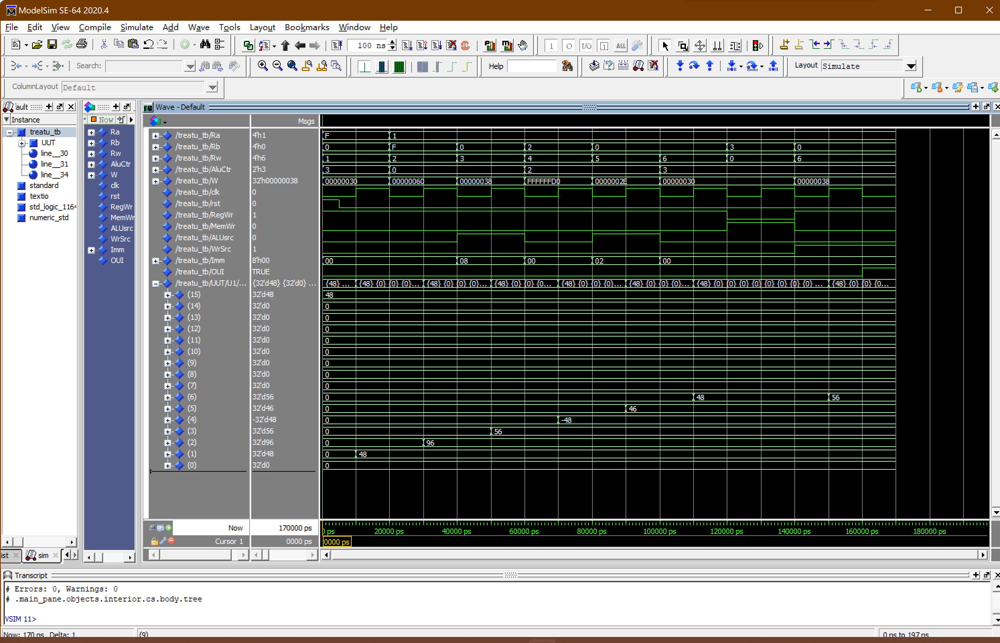 ModelSim SE-64 2020.4
File Edit View Compile Simulate Add Wave Tools Layout Bookmarks Window Help
100 ns
Search:
Help
Layout Simulate
ColumnLayout Default
ault
Instance
treatu_tb
UUT
line__30
line__31
line__34
standard
textio
std_logic_1164
numeric_std
ist
sim
Now
Ra
Rb
Rw
AluCtr
W
clk
rst
RegWr
MemWr
ALUsrc
WrSrc
Imm
OUI
Wave - Default
Msgs
/treatu_tb/Ra 4'h1 F 1
/treatu_tb/Rb 4'h0 0 F 0 2 0 3 0
/treatu_tb/Rw 4'h6 1 2 3 4 5 6 0 6
/treatu_tb/AluCtr 2'h3 3 0 2 3
/treatu_tb/W 32'h00000038 00000030 00000060 00000038 FFFFFFD0 0000002E 00000030 00000038
/treatu_tb/clk 0
/treatu_tb/rst 0
/treatu_tb/RegWr 1
/treatu_tb/MemWr 0
/treatu_tb/ALUsrc 0
/treatu_tb/WrSrc 1
/treatu_tb/Imm 8'h00 00 08 00 02 00
/treatu_tb/OUI TRUE
/treatu_tb/UUT/U1/... {32'd48} {32'd0} ... {48} ... {48} {0} {0} {0}... {48} {0} {0} {0}... {48} {0} {0} {0... {48} {0} {0} {0}... {48} {0} {0} {0}... {48} {0} {0} {0} {0} {0} {0} {0} ... {48} {0} {0} {0...
(15) 32'd48 48
(14) 32'd0 0
(13) 32'd0 0
(12) 32'd0 0
(11) 32'd0 0
(10) 32'd0 0
(9) 32'd0 0
(8) 32'd0 0
(7) 32'd0 0
(6) 32'd56 0 48 56
(5) 32'd46 0 46
(4) -32'd48 0 -48
(3) 32'd56 0 56
(2) 32'd96 0 96
(1) 32'd48 0 48
(0) 32'd0 0
Now 170000 ps
0 ps 20000 ps 40000 ps 60000 ps 80000 ps 100000 ps 120000 ps 140000 ps 160000 ps 180000 ps
Cursor 1 0000 ps
0000 ps
Transcript
# Errors: 0, Warnings: 0
# .main_pane.objects.interior.cs.body.tree
VSIM 11>
Now: 170 ns Delta: 1
(9)
0 ns to 197 ns